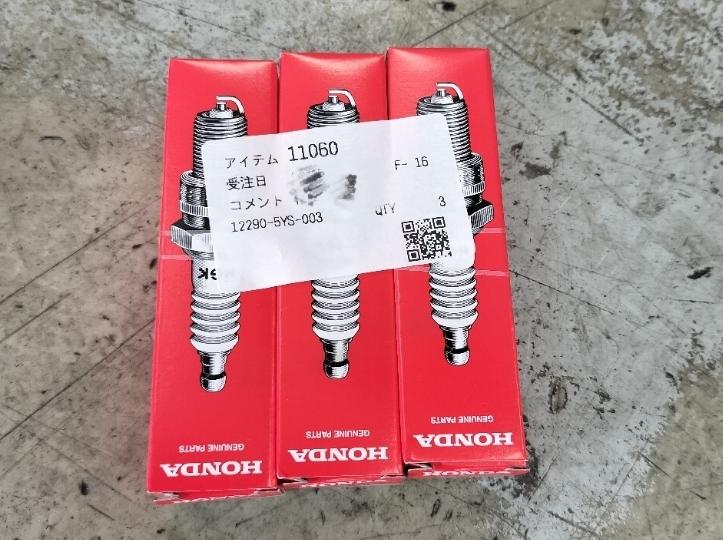 アイテム 11060
F- 16
受注日
コメント
12290-5YS-003
QTY 3
GENUINE PARTS
HONDA
GENUINE PARTS
HONDA
GENUINE PARTS
HONDA